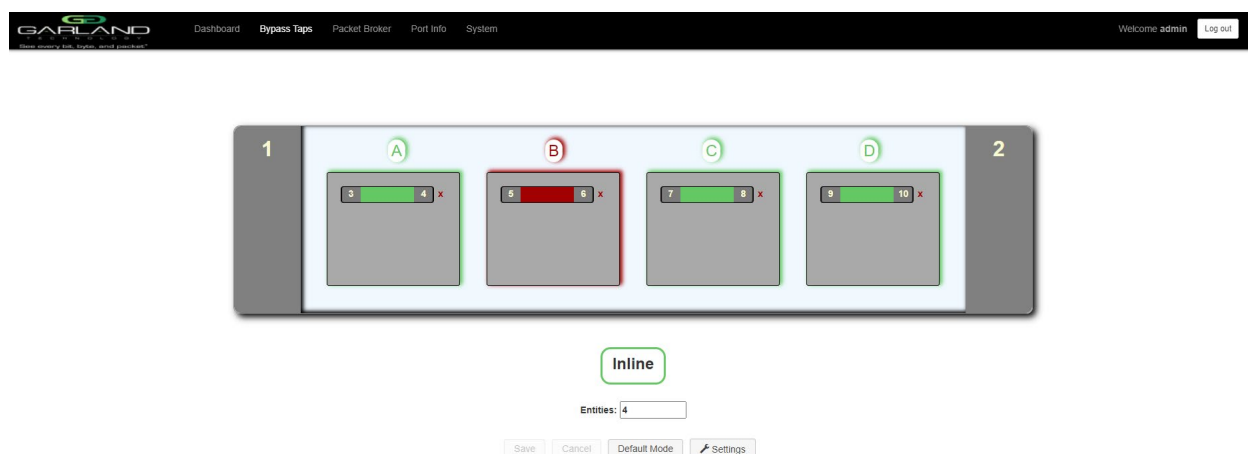 GARLAND
TECHNOLOGY
See every bit, byte, and packet.®
Dashboard Bypass Taps Packet Broker Port Info System
Welcome admin Log out
1 A B C D 2
3 4 x 5 6 x 7 8 x 9 10 x
Inline
Entities: 4
Save Cancel Default Mode Settings